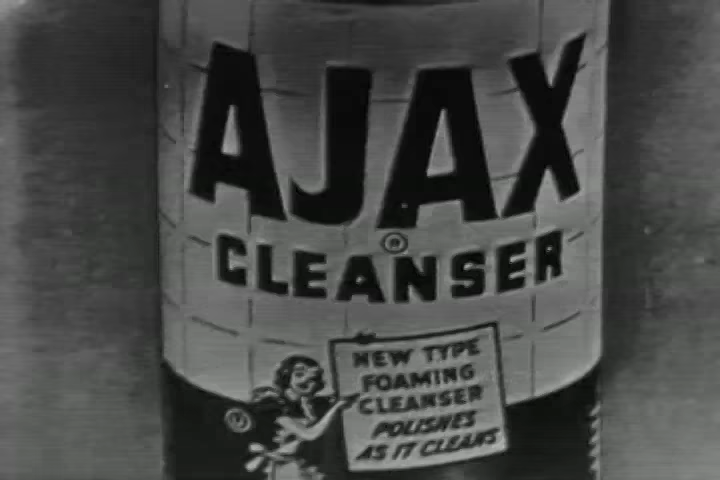 AJAX
®
CLEANSER
NEW TYPE
FOAMING
CLEANSER
POLISHES
AS IT CLEANS